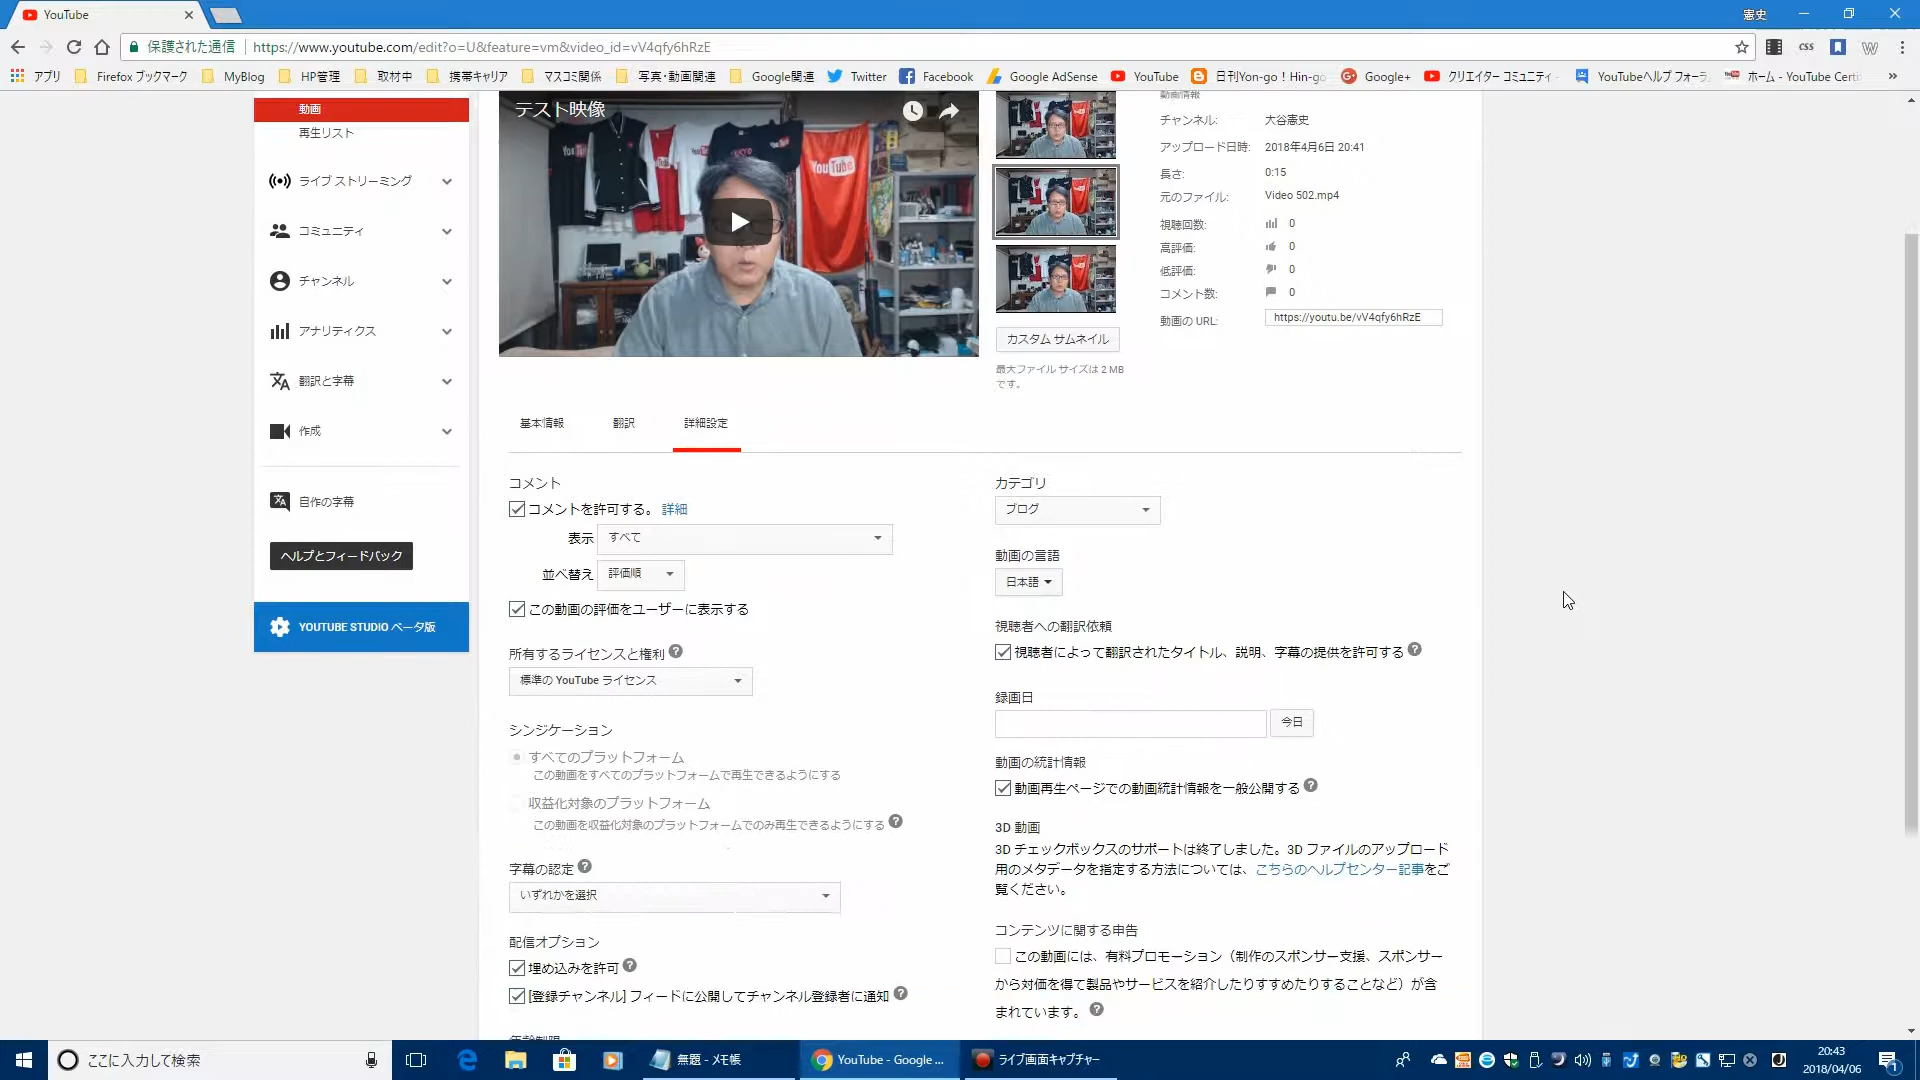 YouTube
憲史
保護された通信
https://www.youtube.com/edit?o=U&feature=vm&video_id=vV4qfy6hRzE
アプリ
Firefox ブックマーク
MyBlog
HP管理
取材中
携帯キャリア
マスコミ関係
写真・動画関連
Google関連
Twitter
Facebook
Google AdSense
YouTube
日刊Yon-go！Hin-go
Google+
クリエイター コミュニティ -
YouTubeヘルプ フォーラ
ホーム - YouTube Certi
動画
再生リスト
ライブ ストリーミング
コミュニティ
チャンネル
アナリティクス
翻訳と字幕
作成
自作の字幕
ヘルプとフィードバック
YOUTUBE STUDIO ベータ版
テスト映像
カスタム サムネイル
最大ファイル サイズは 2 MB
です。
動画情報
チャンネル: 大谷憲史
アップロード日時: 2018年4月6日 20:41
長さ: 0:15
元のファイル: Video 502.mp4
視聴回数: 0
高評価: 0
低評価: 0
コメント数: 0
動画の URL: https://youtu.be/vV4qfy6hRzE
基本情報
翻訳
詳細設定
コメント
コメントを許可する。 詳細
表示 すべて
並べ替え 評価順
この動画の評価をユーザーに表示する
所有するライセンスと権利
標準の YouTube ライセンス
シンジケーション
すべてのプラットフォーム
この動画をすべてのプラットフォームで再生できるようにする
収益化対象のプラットフォーム
この動画を収益化対象のプラットフォームでのみ再生できるようにする
字幕の認定
いずれかを選択
配信オプション
埋め込みを許可
[登録チャンネル] フィードに公開してチャンネル登録者に通知
カテゴリ
ブログ
動画の言語
日本語
視聴者への翻訳依頼
視聴者によって翻訳されたタイトル、説明、字幕の提供を許可する
録画日
今日
動画の統計情報
動画再生ページでの動画統計情報を一般公開する
3D 動画
3D チェックボックスのサポートは終了しました。3D ファイルのアップロード
用のメタデータを指定する方法については、こちらのヘルプセンター記事をご
覧ください。
コンテンツに関する申告
この動画には、有料プロモーション（制作のスポンサー支援、スポンサー
から対価を得て製品やサービスを紹介したりすすめたりすることなど）が含
まれています。
ここに入力して検索
無題 - メモ帳
YouTube - Google ...
ライブ画面キャプチャー
20:43
2018/04/06